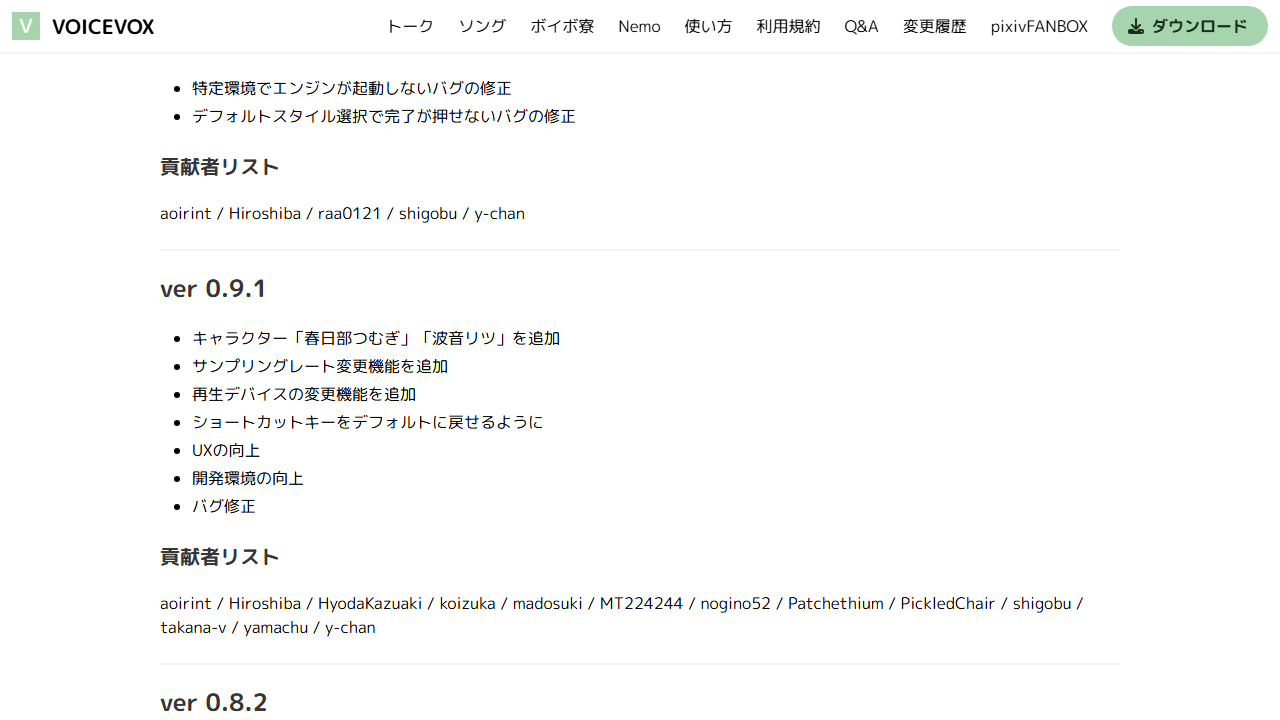 V VOICEVOX トーク ソング ボイボ寮 Nemo 使い方 利用規約 Q&A 変更履歴 pixivFANBOX ダウンロード
特定環境でエンジンが起動しないバグの修正
デフォルトスタイル選択で完了が押せないバグの修正
貢献者リスト
aoirint / Hiroshiba / raa0121 / shigobu / y-chan
ver 0.9.1
キャラクター「春日部つむぎ」「波音リツ」を追加
サンプリングレート変更機能を追加
再生デバイスの変更機能を追加
ショートカットキーをデフォルトに戻せるように
UXの向上
開発環境の向上
バグ修正
貢献者リスト
aoirint / Hiroshiba / HyodaKazuaki / koizuka / madosuki / MT224244 / nogino52 / Patchethium / PickledChair / shigobu /
takana-v / yamachu / y-chan
ver 0.8.2